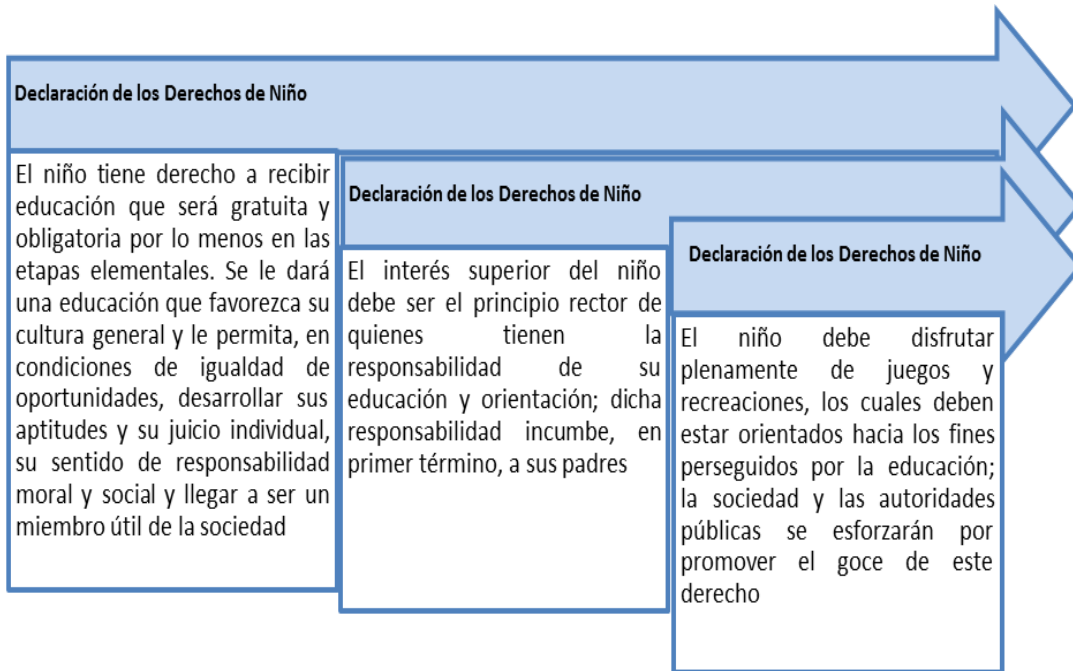 Declaración de los Derechos de Niño
El niño tiene derecho a recibir
educación que será gratuita y
obligatoria por lo menos en las
etapas elementales. Se le dará
una educación que favorezca su
cultura general y le permita, en
condiciones de igualdad de
oportunidades, desarrollar sus
aptitudes y su juicio individual,
su sentido de responsabilidad
moral y social y llegar a ser un
miembro útil de la sociedad
Declaración de los Derechos de Niño
El interés superior del niño
debe ser el principio rector de
quienes tienen la
responsabilidad de su
educación y orientación; dicha
responsabilidad incumbe, en
primer término, a sus padres
Declaración de los Derechos de Niño
El niño debe disfrutar
plenamente de juegos y
recreaciones, los cuales deben
estar orientados hacia los fines
perseguidos por la educación;
la sociedad y las autoridades
públicas se esforzarán por
promover el goce de este
derecho